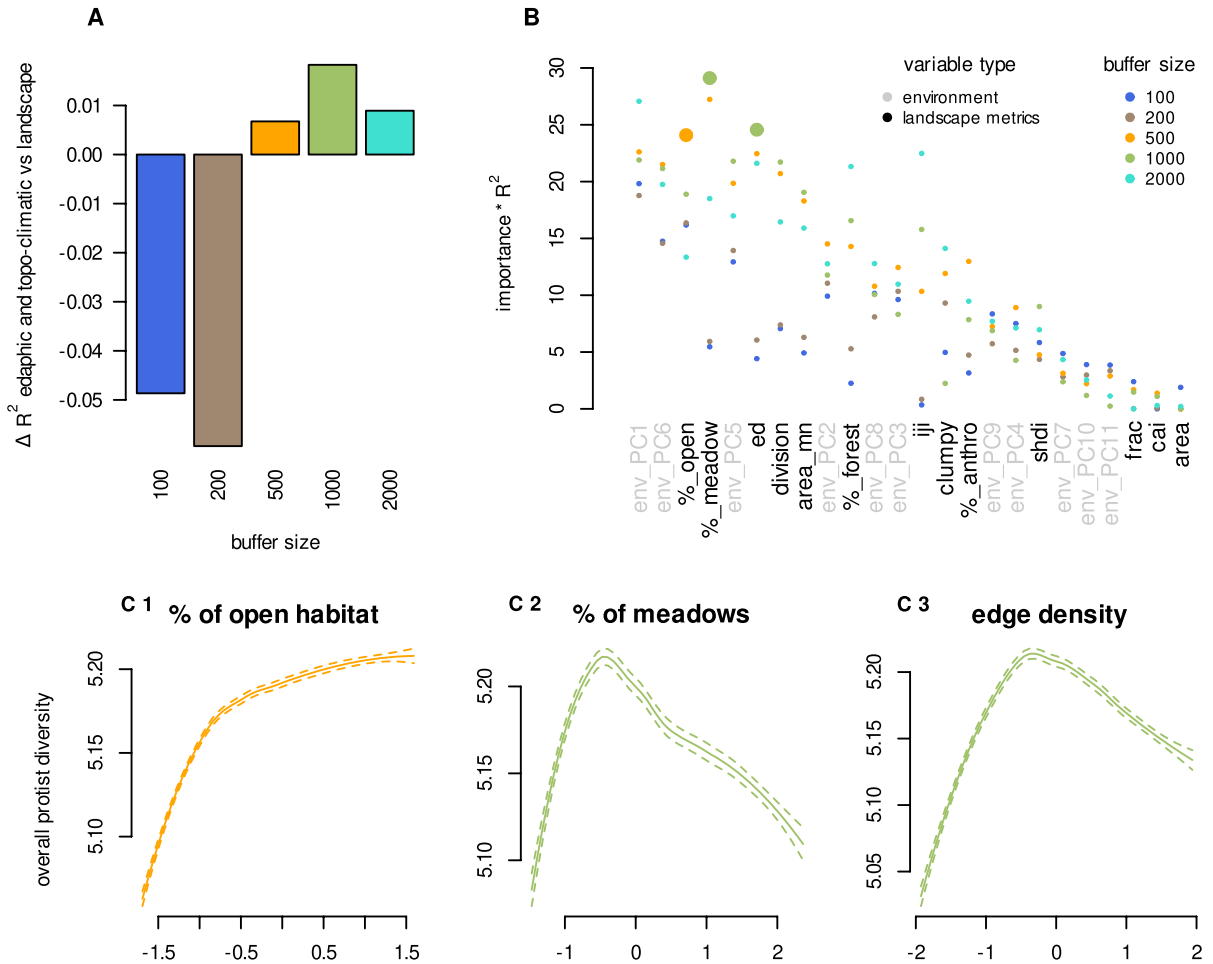 A
Δ R² edaphic and topo-climatic vs landscape
0.01
0.00
-0.01
-0.02
-0.03
-0.04
-0.05
100
200
500
1000
2000
buffer size
B
importance * R²
30
25
20
15
10
5
0
variable type
environment
landscape metrics
buffer size
100
200
500
1000
2000
env_PC1
env_PC6
%_open
%_meadow
env_PC5
ed
division
area_mn
env_PC2
%_forest
env_PC8
env_PC3
iji
clumpy
%_anthro
env_PC9
env_PC4
shdi
env_PC7
env_PC10
env_PC11
frac
cai
area
C 1 % of open habitat
overall protist diversity
5.20
5.15
5.10
-1.5
-0.5
0.5
1.5
C 2 % of meadows
5.20
5.15
5.10
-1
0
1
2
C 3 edge density
5.20
5.15
5.10
5.05
-2
-1
0
1
2